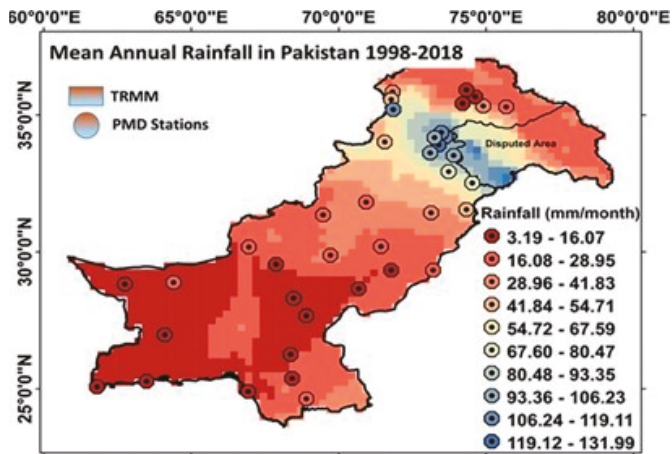 60°0'0"E 70°0'0"E 75°0'0"E 80°0'0"E
Mean Annual Rainfall in Pakistan 1998-2018
TRMM
PMD Stations
35°0'0"N
Disputed Area
Rainfall (mm/month)
3.19 - 16.07
30°0'0"N
16.08 - 28.95
28.96 - 41.83
41.84 - 54.71
54.72 - 67.59
67.60 - 80.47
25°0'0"N
80.48 - 93.35
93.36 - 106.23
106.24 - 119.11
119.12 - 131.99